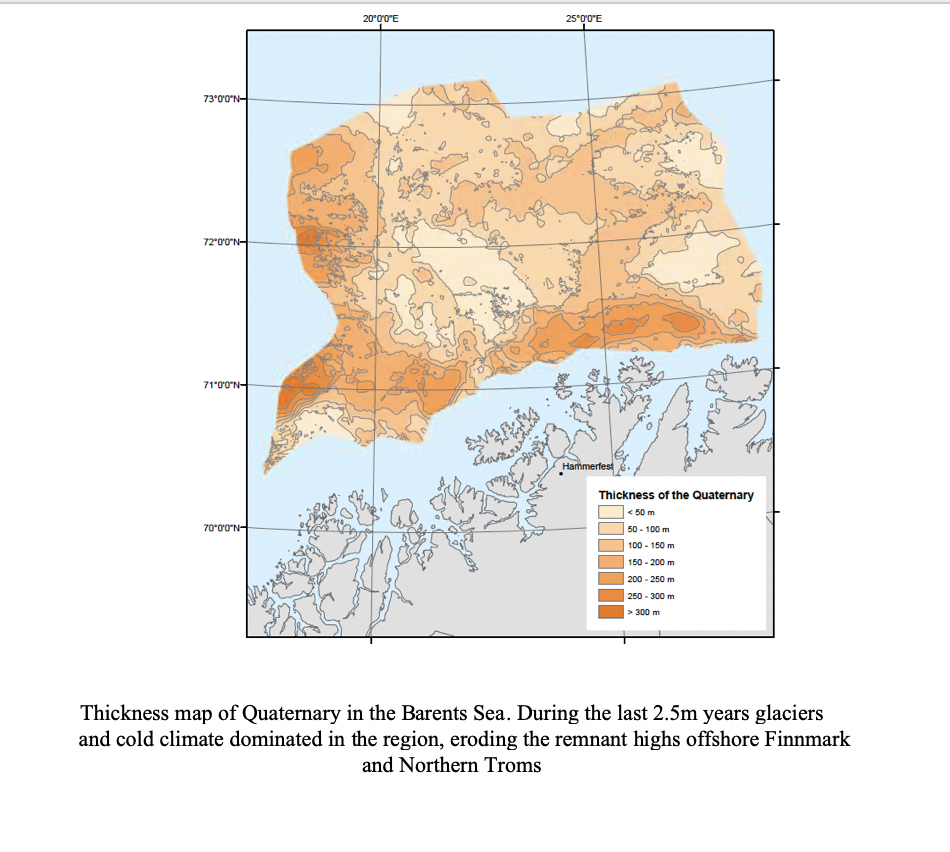 20°0'0"E 25°0'0"E
73°0'0"N
72°0'0"N
71°0'0"N
Hammerfest
Thickness of the Quaternary
< 50 m
50 - 100 m
70°0'0"N
100 - 150 m
150 - 200 m
200 - 250 m
250 - 300 m
> 300 m
Thickness map of Quaternary in the Barents Sea. During the last 2.5m years glaciers
and cold climate dominated in the region, eroding the remnant highs offshore Finnmark
and Northern Troms